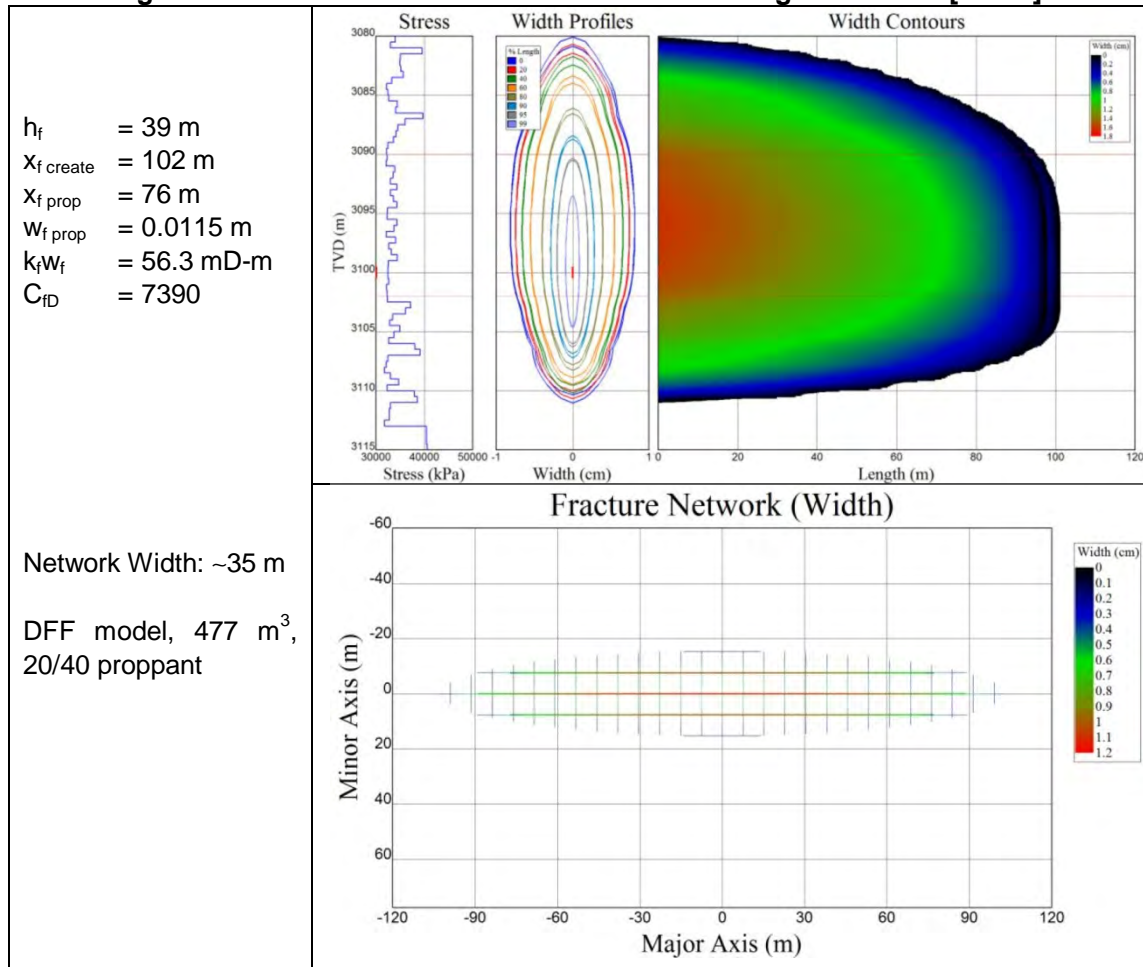 Stress Width Profiles Width Contours
h_f = 39 m
x_f create = 102 m
x_f prop = 76 m
w_f prop = 0.0115 m
k_fw_f = 56.3 mD-m
C_fD = 7390
3080
3085
3090
3095
3100
3105
3110
3115
TVD (m)
% Length
0
20
40
60
80
90
95
99
Width (cm)
0
0.2
0.4
0.6
0.8
1
1.2
1.4
1.6
1.8
30000 40000 50000 -1 0 1 0 20 40 60 80 100 120
Stress (kPa) Width (cm) Length (m)
Network Width: ~35 m
DFF model, 477 m³,
20/40 proppant
Fracture Network (Width)
-60
-40
-20
0
20
40
60
Minor Axis (m)
Width (cm)
0
0.1
0.2
0.3
0.4
0.5
0.6
0.7
0.8
0.9
1
1.1
1.2
-120 -90 -60 -30 0 30 60 90 120
Major Axis (m)